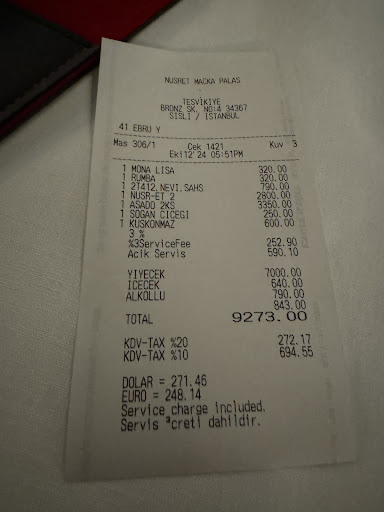 NUSRET MACKA PALAS
TESVİKİYE
BRONZ SK. NO:4 34367
SISLI / ISTANBUL
41 EBRU Y
Mas 306/1 Cek 1421 Kuv 3
Eki12'24 05:51PM
1 MONA LISA 320.00
1 RUMBA 320.00
1 2T412.NEVI.SAHS 790.00
1 NUSR-ET 2 2800.00
1 ASADO 2KS 3350.00
1 SOGAN CICEGI 250.00
1 KUSKONMAZ 600.00
3 %
%3ServiceFee 252.90
Acik Servis 590.10
YIYECEK 7000.00
ICECEK 640.00
ALKOLLU 790.00
843.00
TOTAL 9273.00
KDV-TAX %20 272.17
KDV-TAX %10 694.55
DOLAR = 271.46
EURO = 248.14
Service charge included.
Servis ªcreti dahildir.